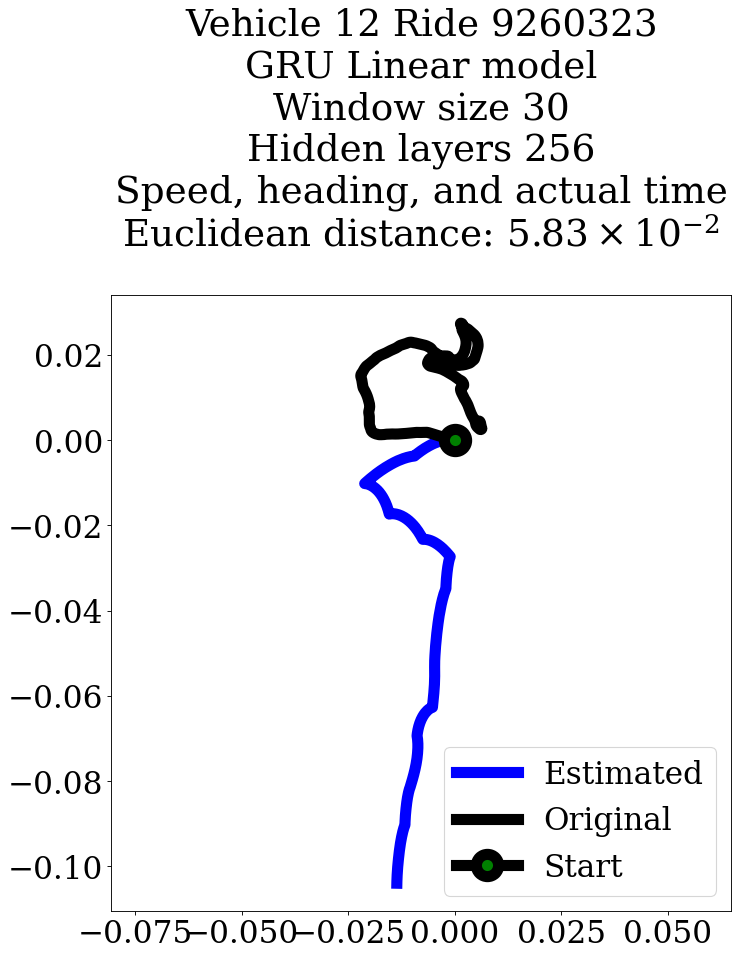 Vehicle 12 Ride 9260323
GRU Linear model
Window size 30
Hidden layers 256
Speed, heading, and actual time
Euclidean distance: 5.83 × 10⁻²
0.02
0.00
−0.02
−0.04
−0.06
−0.08
−0.10
Estimated
Original
Start
−0.075 −0.050 −0.025 0.000 0.025 0.050